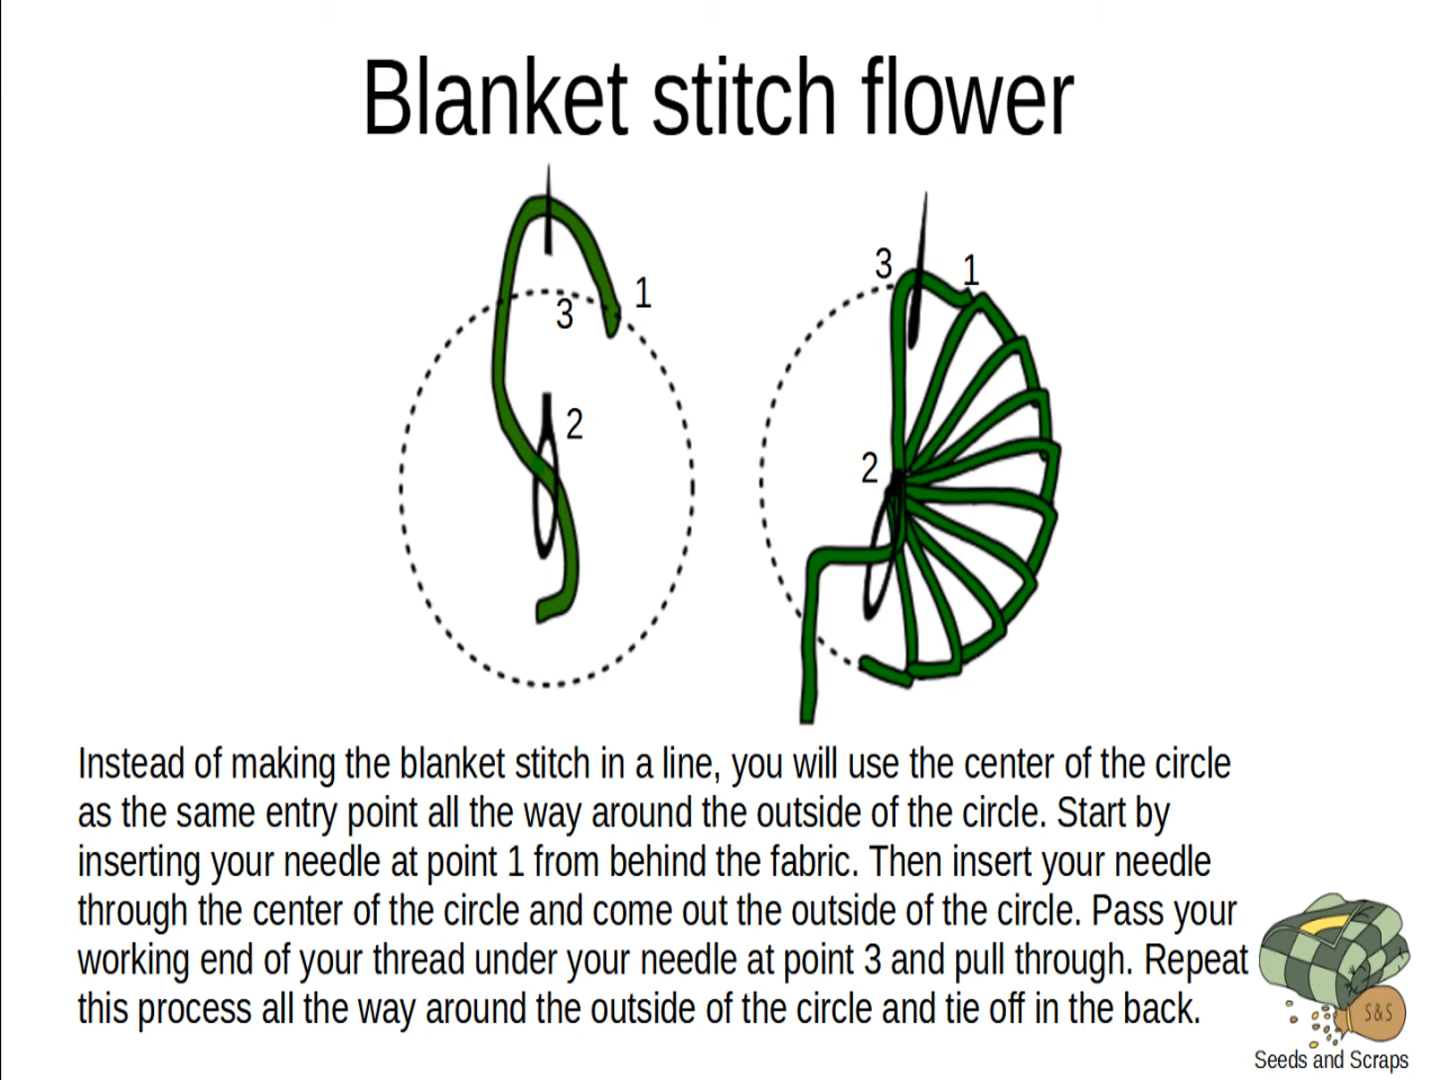 Blanket stitch flower
1
3
2
3
1
2
Instead of making the blanket stitch in a line, you will use the center of the circle
as the same entry point all the way around the outside of the circle. Start by
inserting your needle at point 1 from behind the fabric. Then insert your needle
through the center of the circle and come out the outside of the circle. Pass your
working end of your thread under your needle at point 3 and pull through. Repeat
this process all the way around the outside of the circle and tie off in the back.
S&S
Seeds and Scraps